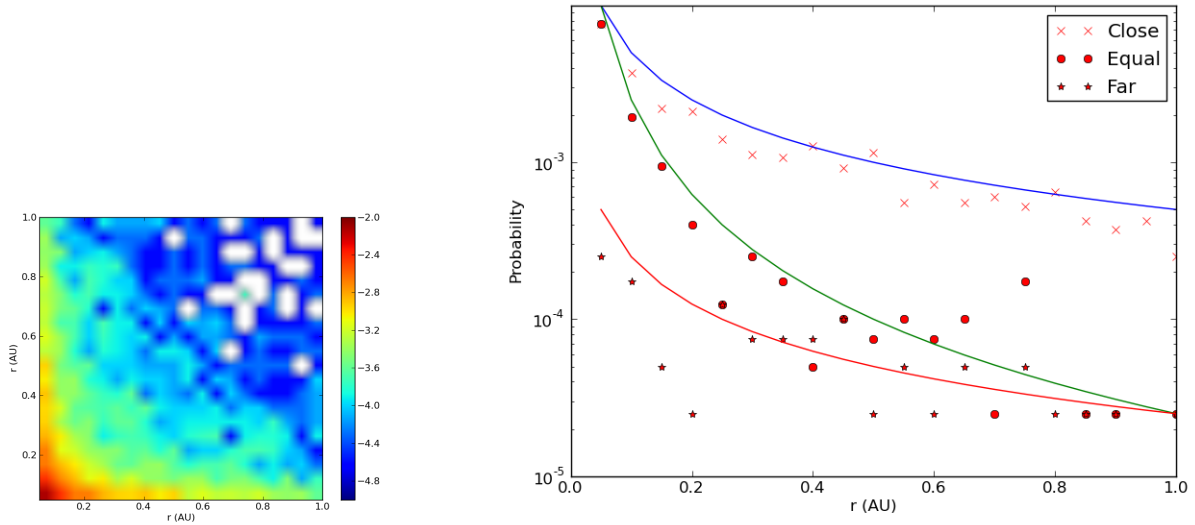 1.0
0.8
0.6
0.4
0.2
r (AU)
0.2 0.4 0.6 0.8 1.0
r (AU)
−2.0
−2.4
−2.8
−3.2
−3.6
−4.0
−4.4
−4.8
Close
Equal
Far
10⁻³
10⁻⁴
10⁻⁵
Probability
0.0 0.2 0.4 0.6 0.8 1.0
r (AU)